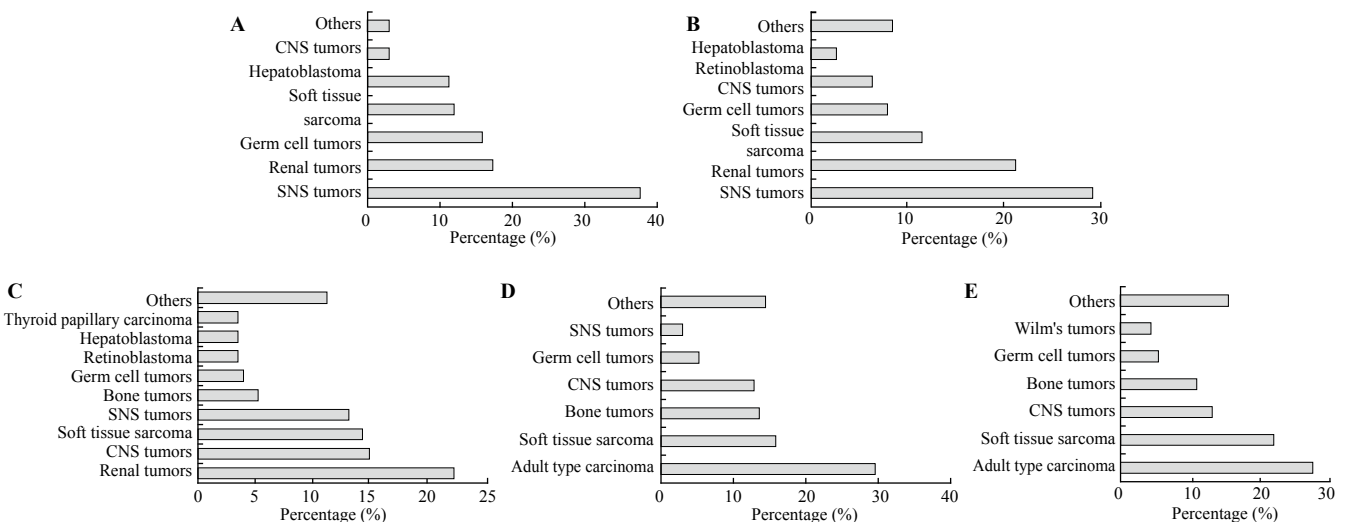 A
Others
CNS tumors
Hepatoblastoma
Soft tissue
sarcoma
Germ cell tumors
Renal tumors
SNS tumors
0 10 20 30 40
Percentage (%)
B
Others
Hepatoblastoma
Retinoblastoma
CNS tumors
Germ cell tumors
Soft tissue
sarcoma
Renal tumors
SNS tumors
0 10 20 30
Percentage (%)
C
Others
Thyroid papillary carcinoma
Hepatoblastoma
Retinoblastoma
Germ cell tumors
Bone tumors
SNS tumors
Soft tissue sarcoma
CNS tumors
Renal tumors
0 5 10 15 20 25
Percentage (%)
D
Others
SNS tumors
Germ cell tumors
CNS tumors
Bone tumors
Soft tissue sarcoma
Adult type carcinoma
0 10 20 30 40
Percentage (%)
E
Others
Wilm's tumors
Germ cell tumors
Bone tumors
CNS tumors
Soft tissue sarcoma
Adult type carcinoma
0 10 20 30
Percentage (%)